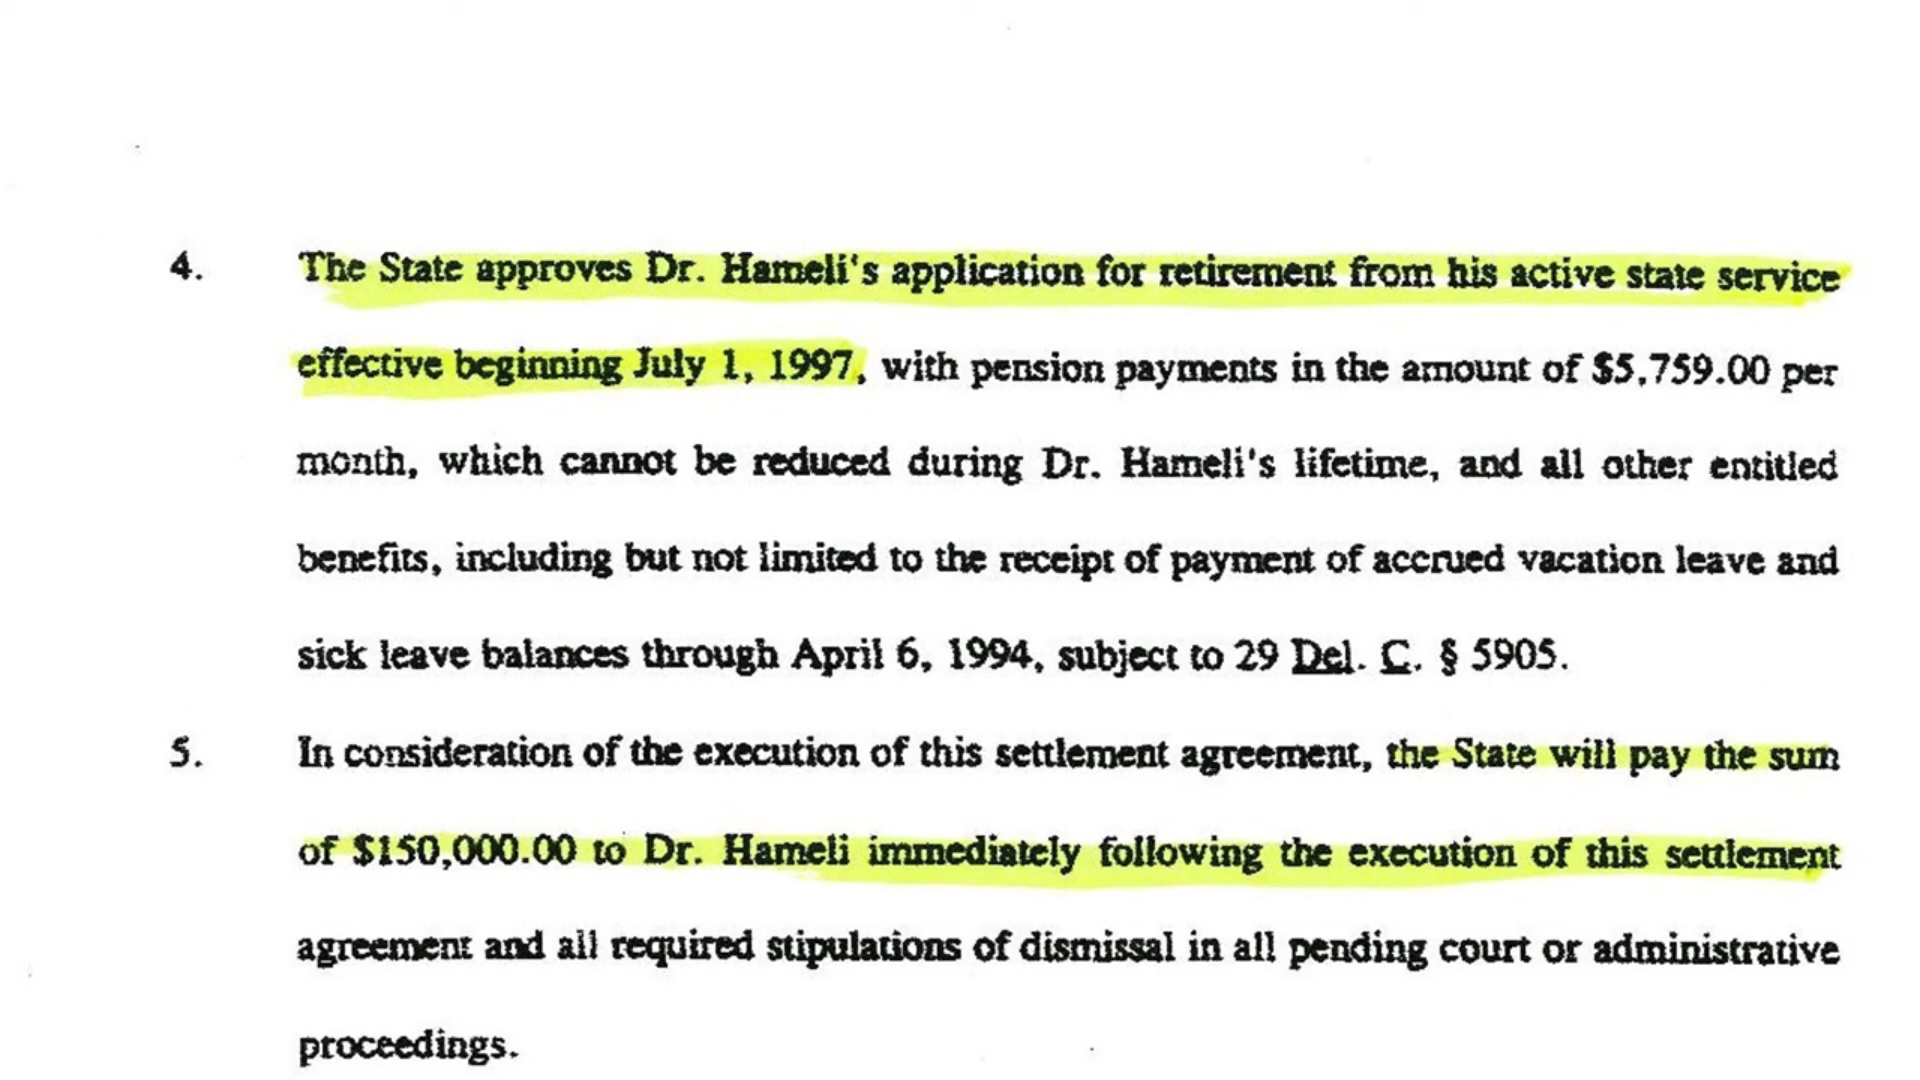 4. The State approves Dr. Hameli's application for retirement from his active state service
effective beginning July 1, 1997, with pension payments in the amount of $5,759.00 per
month, which cannot be reduced during Dr. Hameli's lifetime, and all other entitled
benefits, including but not limited to the receipt of payment of accrued vacation leave and
sick leave balances through April 6, 1994, subject to 29 Del. C. § 5905.
5. In consideration of the execution of this settlement agreement, the State will pay the sum
of $150,000.00 to Dr. Hameli immediately following the execution of this settlement
agreement and all required stipulations of dismissal in all pending court or administrative
proceedings.